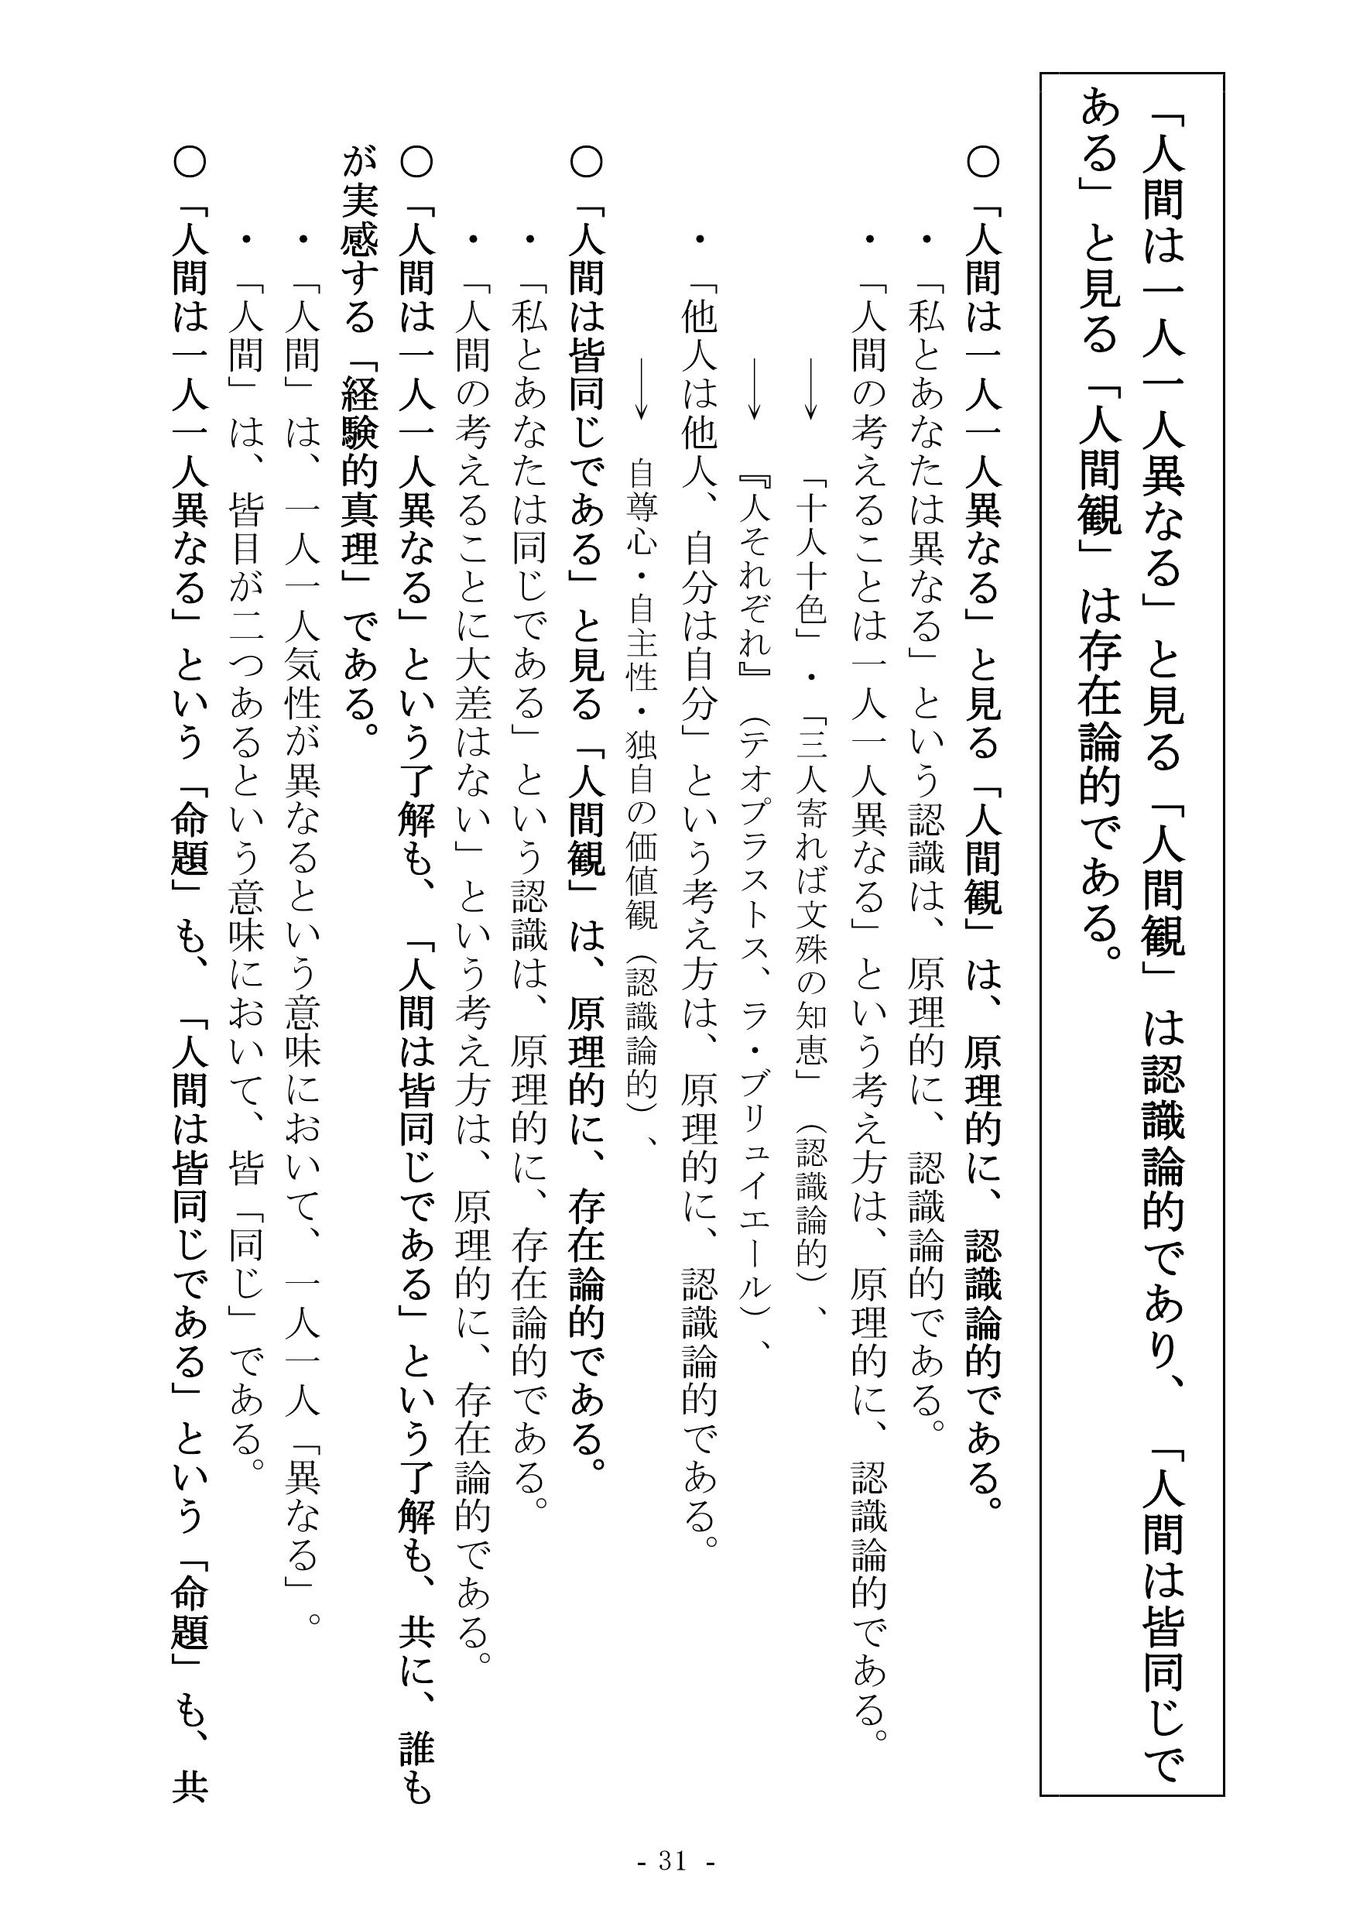 「人間は一人一人異なる」と見る「人間観」は認識論的であり、「人間は皆同じで
ある」と見る「人間観」は存在論的である。
○「人間は一人一人異なる」と見る「人間観」は、原理的に、認識論的である。
・「私とあなたは異なる」という認識は、原理的に、認識論的である。
・「人間の考えることは一人一人異なる」という考え方は、原理的に、認識論的である。
→「十人十色」・「三人寄れば文殊の知恵」（認識論的）、
→『人それぞれ』（テオプラストス、ラ・ブリュイエール）、
・「他人は他人、自分は自分」という考え方は、原理的に、認識論的である。
→ 自尊心・自主性・独自の価値観（認識論的）、
○「人間は皆同じである」と見る「人間観」は、原理的に、存在論的である。
・「私とあなたは同じである」という認識は、原理的に、存在論的である。
・「人間の考えることに大差はない」という考え方は、原理的に、存在論的である。
○「人間は一人一人異なる」という了解も、「人間は皆同じである」という了解も、共に、誰も
が実感する「経験的真理」である。
・「人間」は、一人一人気性が異なるという意味において、一人一人「異なる」。
・「人間」は、皆目が二つあるという意味において、皆「同じ」である。
○「人間は一人一人異なる」という「命題」も、「人間は皆同じである」という「命題」も、共
- 31 -